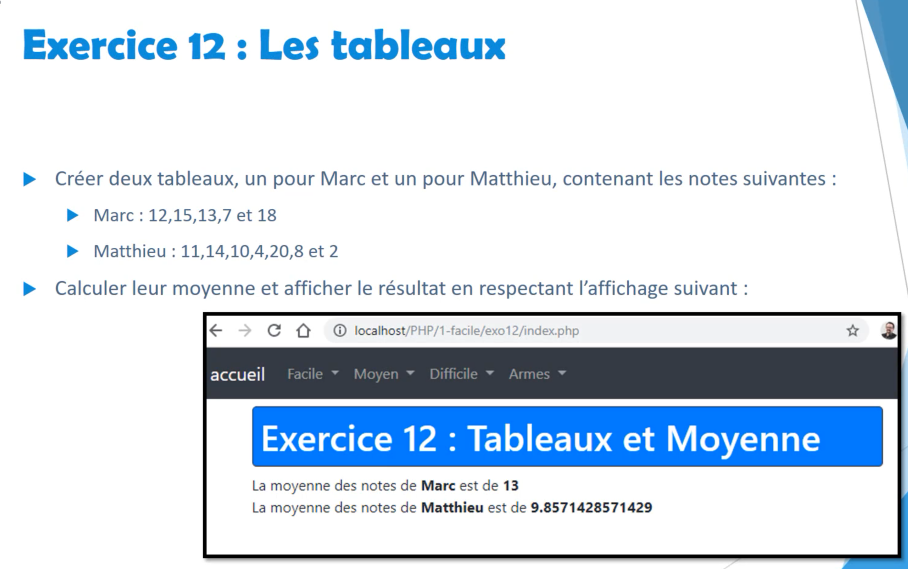 Exercice 12 : Les tableaux
Créer deux tableaux, un pour Marc et un pour Matthieu, contenant les notes suivantes :
Marc : 12,15,13,7 et 18
Matthieu : 11,14,10,4,20,8 et 2
Calculer leur moyenne et afficher le résultat en respectant l’affichage suivant :
localhost/PHP/1-facile/exo12/index.php
accueil Facile Moyen Difficile Armes
Exercice 12 : Tableaux et Moyenne
La moyenne des notes de Marc est de 13
La moyenne des notes de Matthieu est de 9.8571428571429